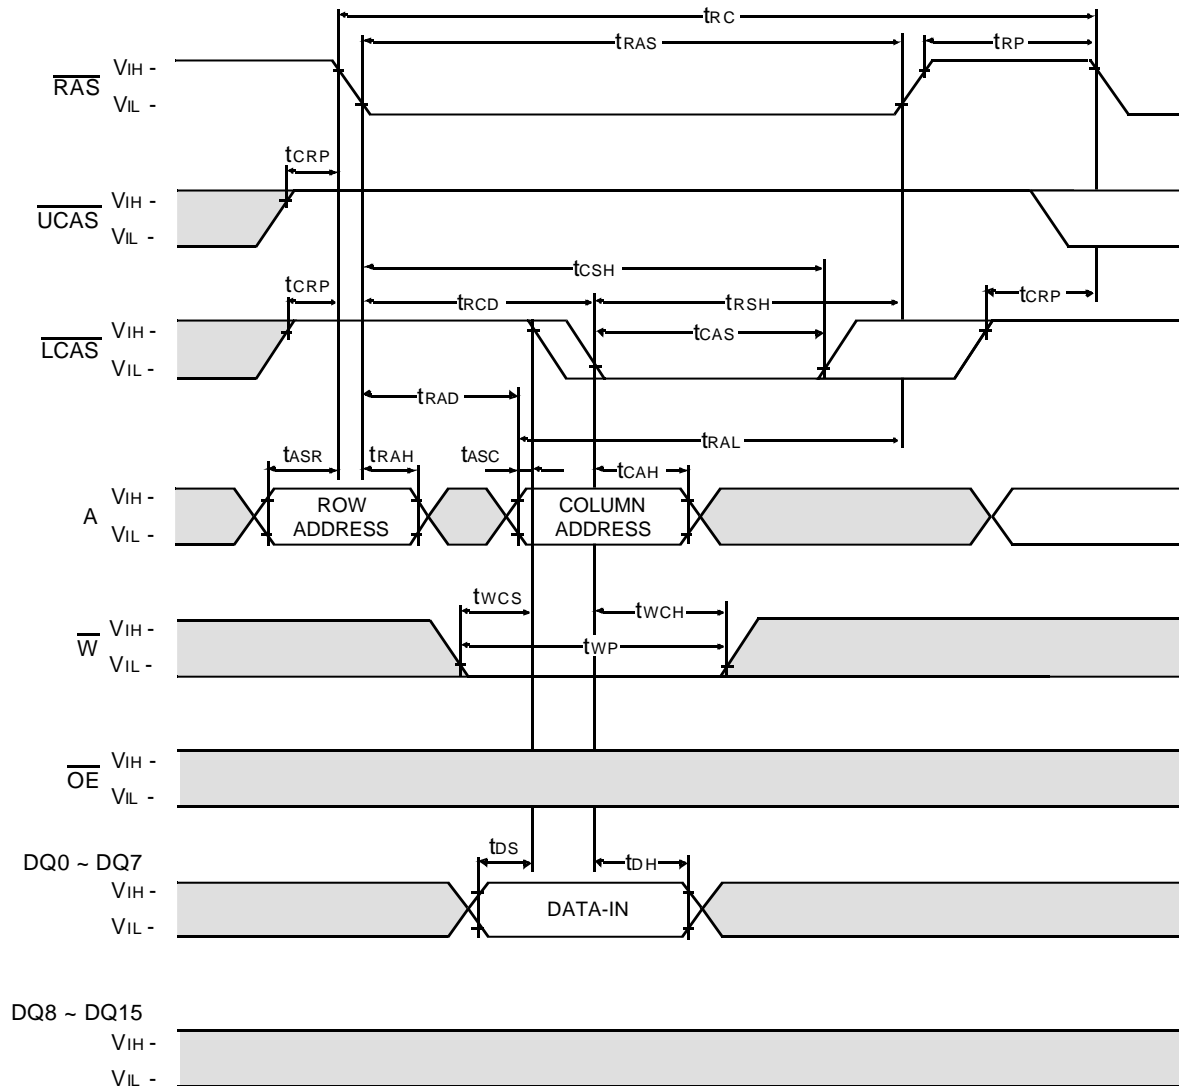 tRC
tRAS
tRP
RAS
VIH -
VIL -
tCRP
UCAS
VIH -
VIL -
tCSH
tCRP
tRCD
tRSH
tCRP
LCAS
VIH -
VIL -
tCAS
tRAD
tRAL
tASR
tRAH
tASC
tCAH
A
VIH -
VIL -
ROW
ADDRESS
COLUMN
ADDRESS
tWCS
tWCH
W
VIH -
VIL -
tWP
OE
VIH -
VIL -
tDS
tDH
DQ0 ~ DQ7
VIH -
VIL -
DATA-IN
DQ8 ~ DQ15
VIH -
VIL -